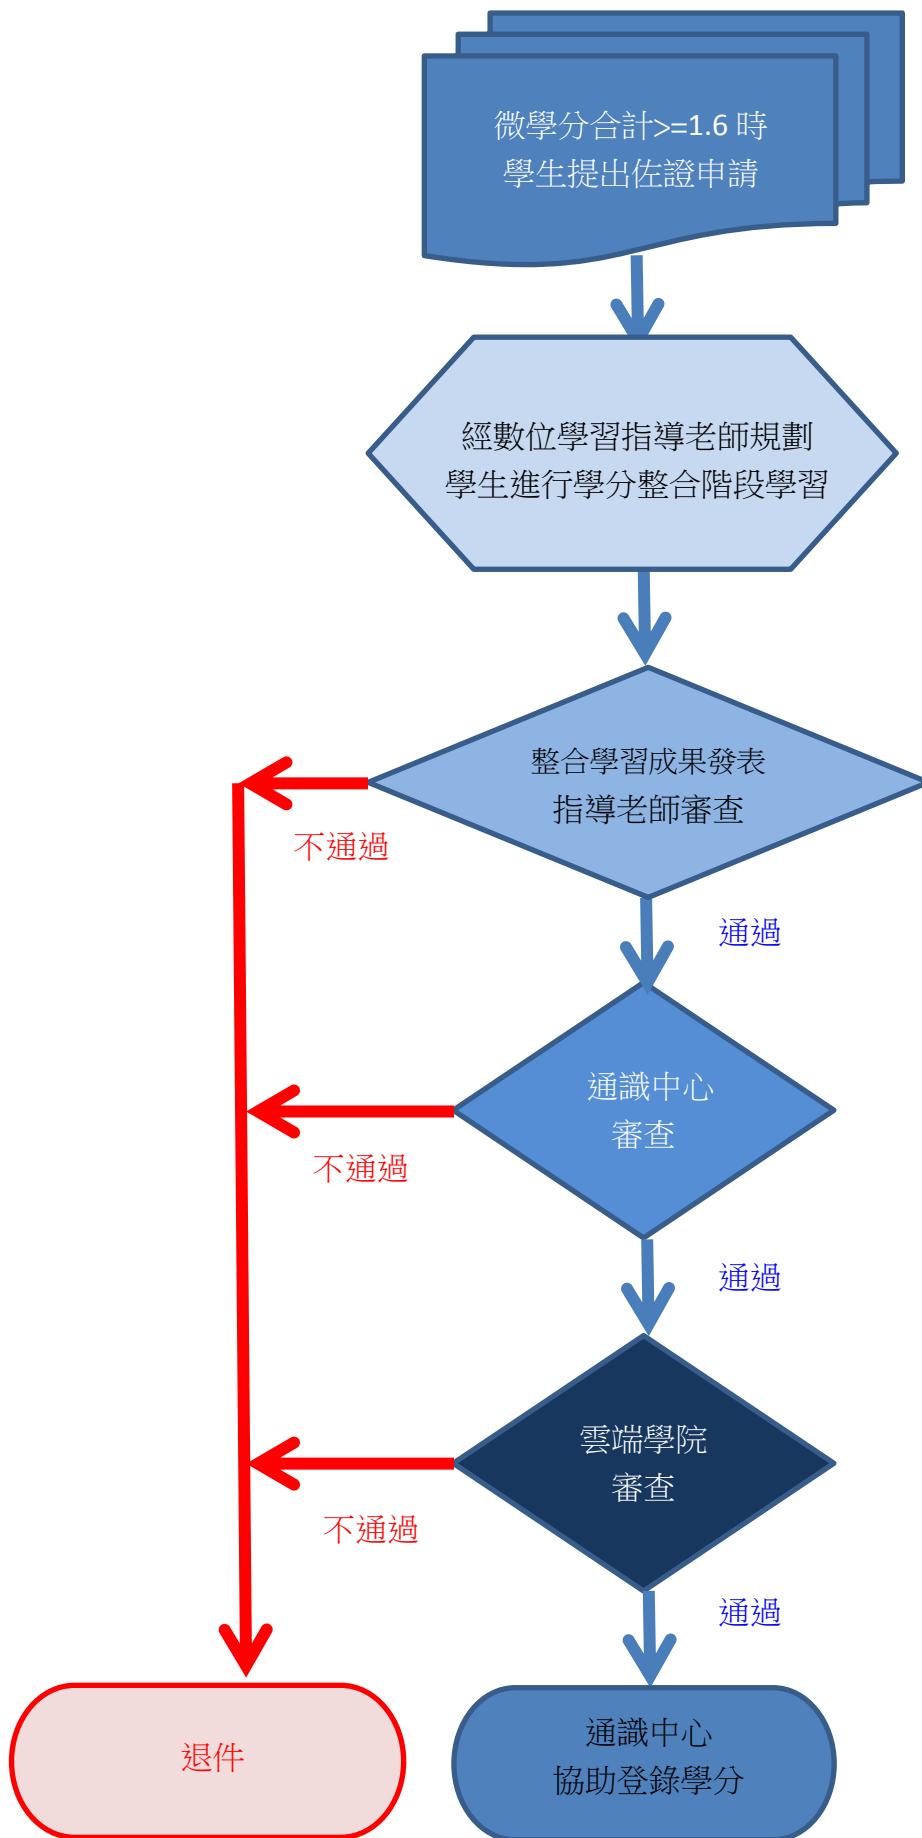 微學分合計>=1.6 時
學生提出佐證申請
經數位學習指導老師規劃
學生進行學分整合階段學習
整合學習成果發表
指導老師審查
不通過
通過
通識中心
審查
不通過
通過
雲端學院
審查
不通過
通過
退件
通識中心
協助登錄學分